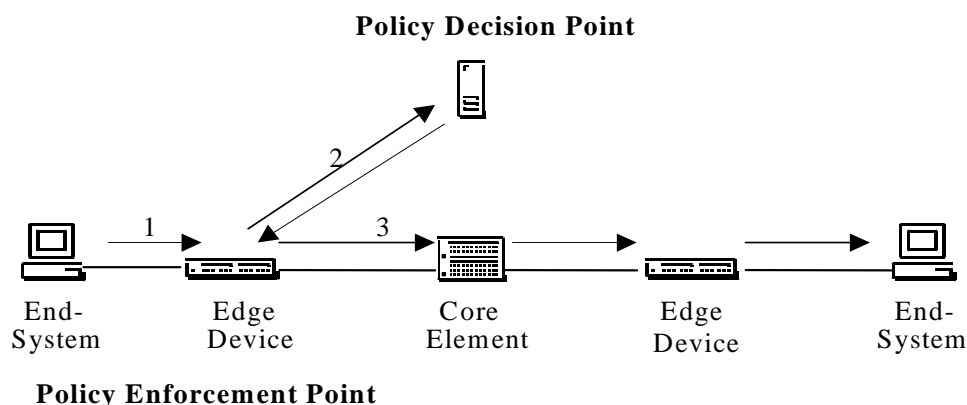 Policy Decision Point
2
1
3
End-
System
Edge
Device
Core
Element
Edge
Device
End-
System
Policy Enforcement Point